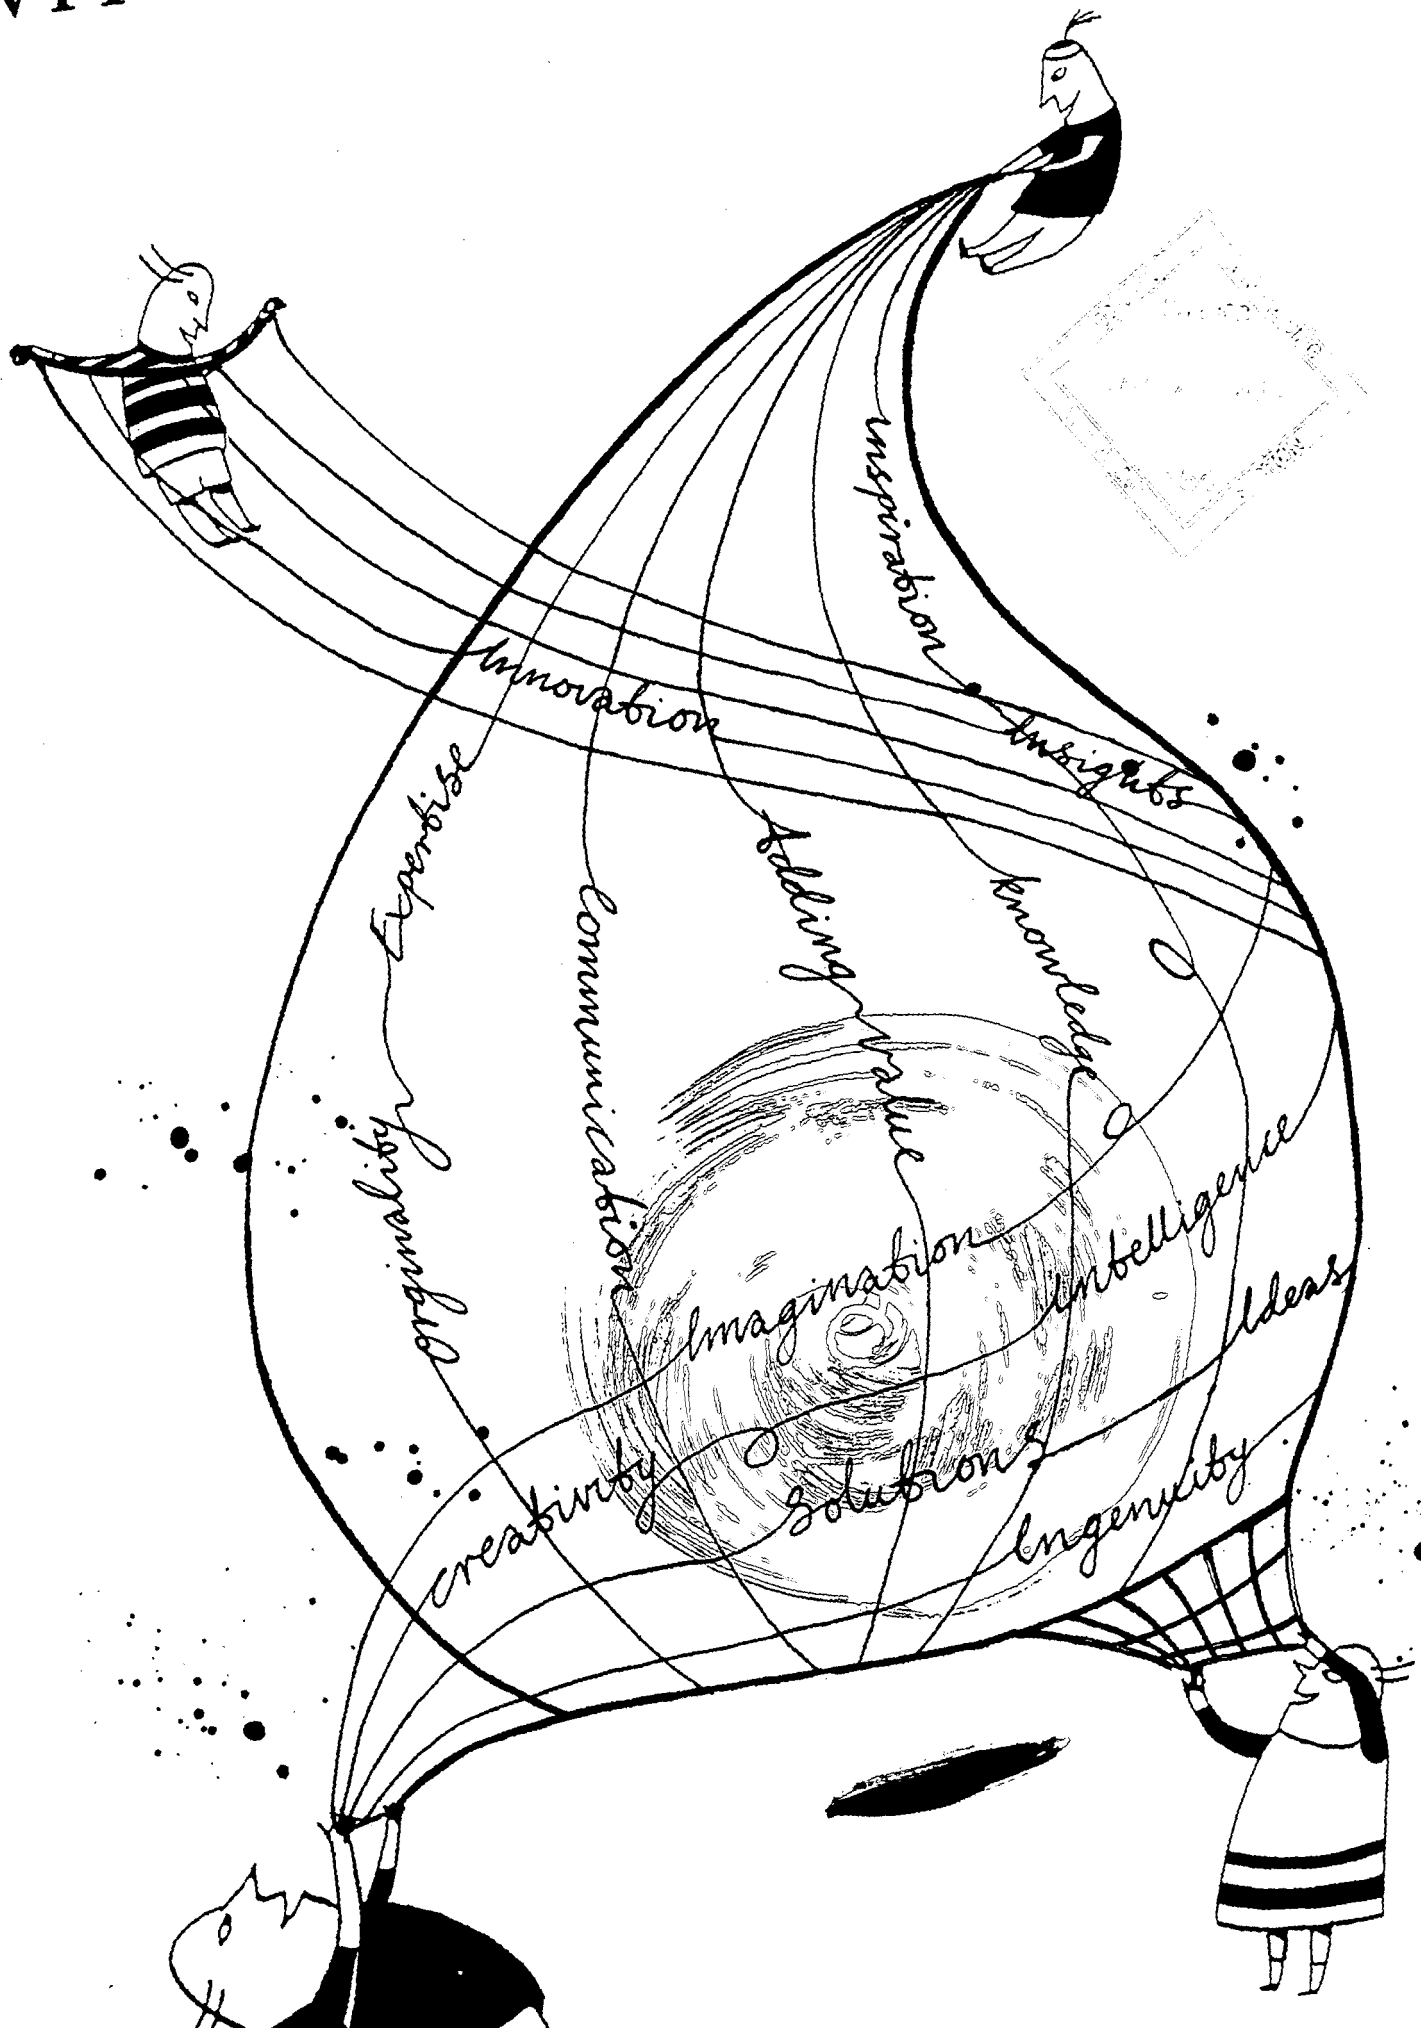 inspiration
Innovation
Insights
Expertise
Communication
Adding value
knowledge
Originality
Imagination
Intelligence
Ideas
creativity
Solutions
Ingenuity